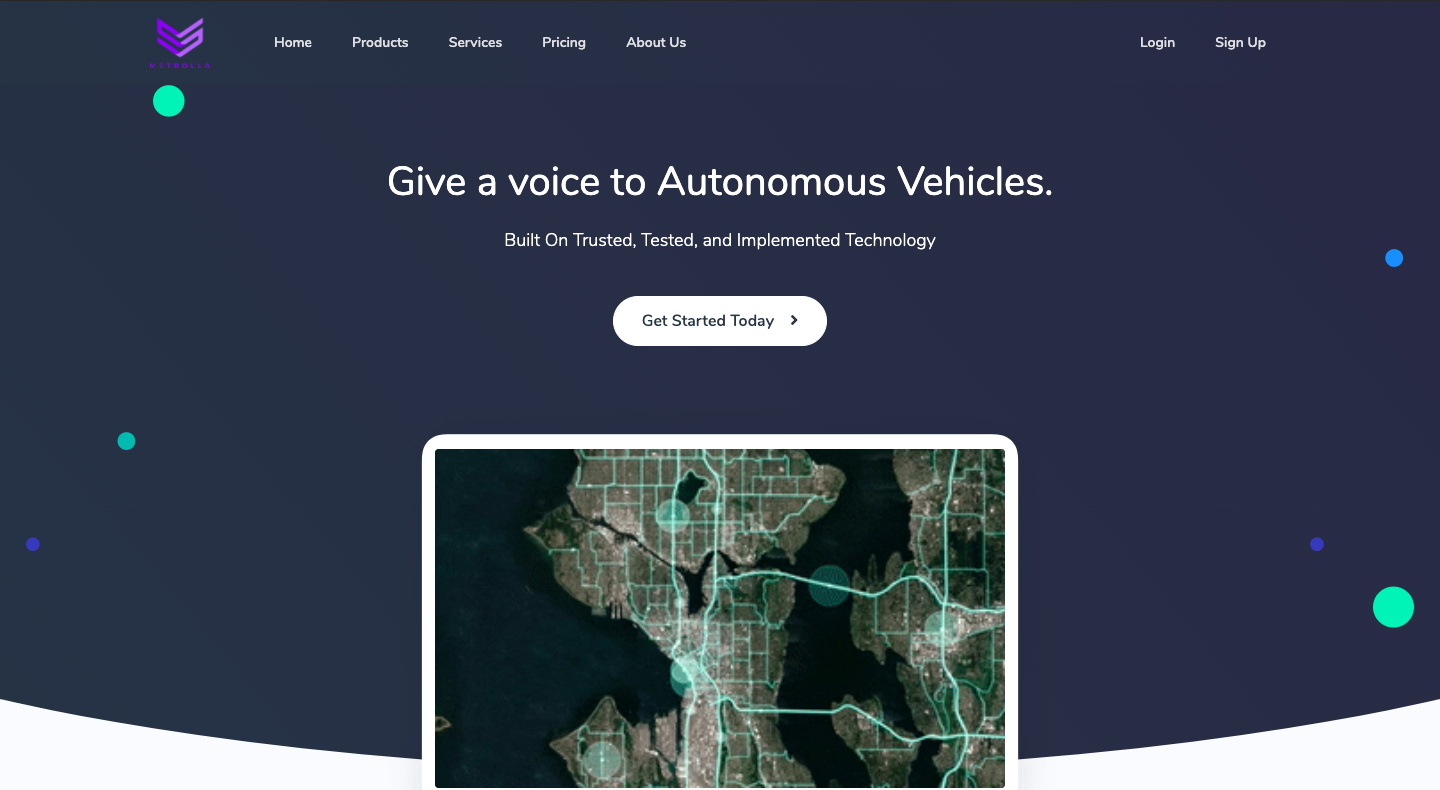 Home Products Services Pricing About Us Login Sign Up
Give a voice to Autonomous Vehicles.
Built On Trusted, Tested, and Implemented Technology
Get Started Today